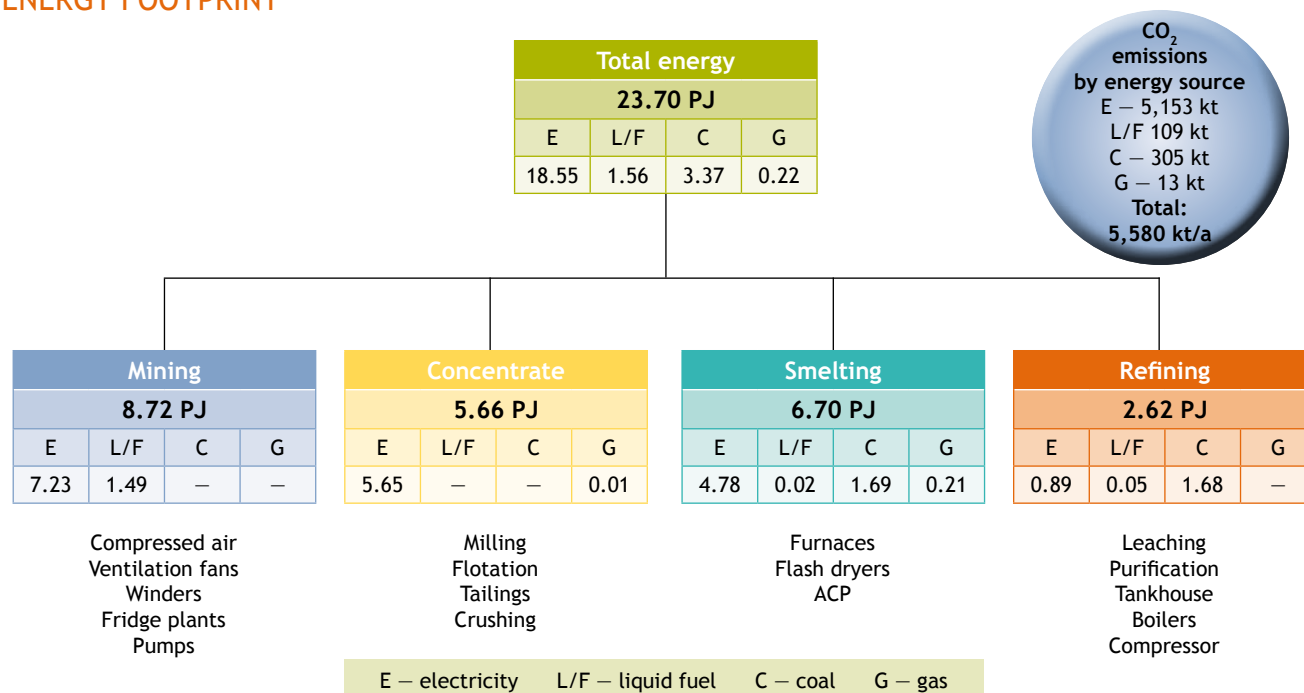 ENERGY FOOTPRINT
Total energy
23.70 PJ
E L/F C G
18.55 1.56 3.37 0.22
CO2
emissions
by energy source
E – 5,153 kt
L/F 109 kt
C – 305 kt
G – 13 kt
Total:
5,580 kt/a
Mining
8.72 PJ
E L/F C G
7.23 1.49 – –
Compressed air
Ventilation fans
Winders
Fridge plants
Pumps
Concentrate
5.66 PJ
E L/F C G
5.65 – – 0.01
Milling
Flotation
Tailings
Crushing
Smelting
6.70 PJ
E L/F C G
4.78 0.02 1.69 0.21
Furnaces
Flash dryers
ACP
Refining
2.62 PJ
E L/F C G
0.89 0.05 1.68 –
Leaching
Purification
Tankhouse
Boilers
Compressor
E – electricity L/F – liquid fuel C – coal G – gas